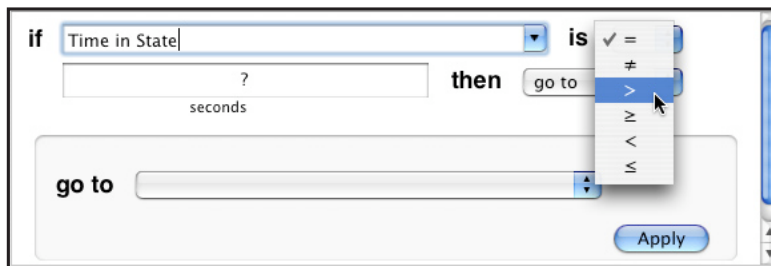 if Time in State is ✓ =
≠
? then go to >
seconds ≥
<
≤
go to
Apply